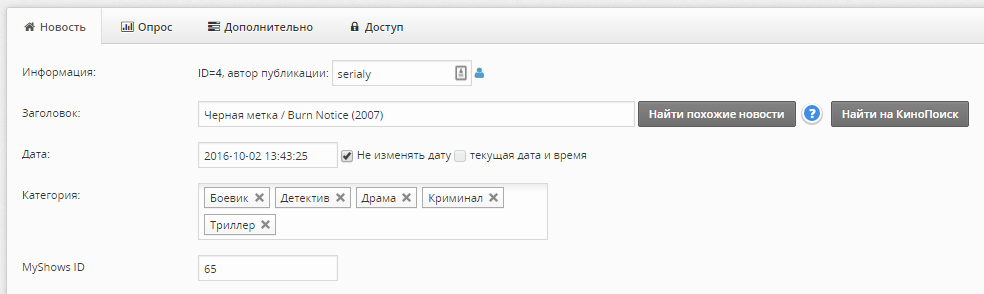 Новость Опрос Дополнительно Доступ
Информация: ID=4, автор публикации: serialy
Заголовок: Черная метка / Burn Notice (2007) Найти похожие новости ? Найти на КиноПоиск
Дата: 2016-10-02 13:43:25 Не изменять дату текущая дата и время
Категория: Боевик Детектив Драма Криминал
Триллер
MyShows ID 65